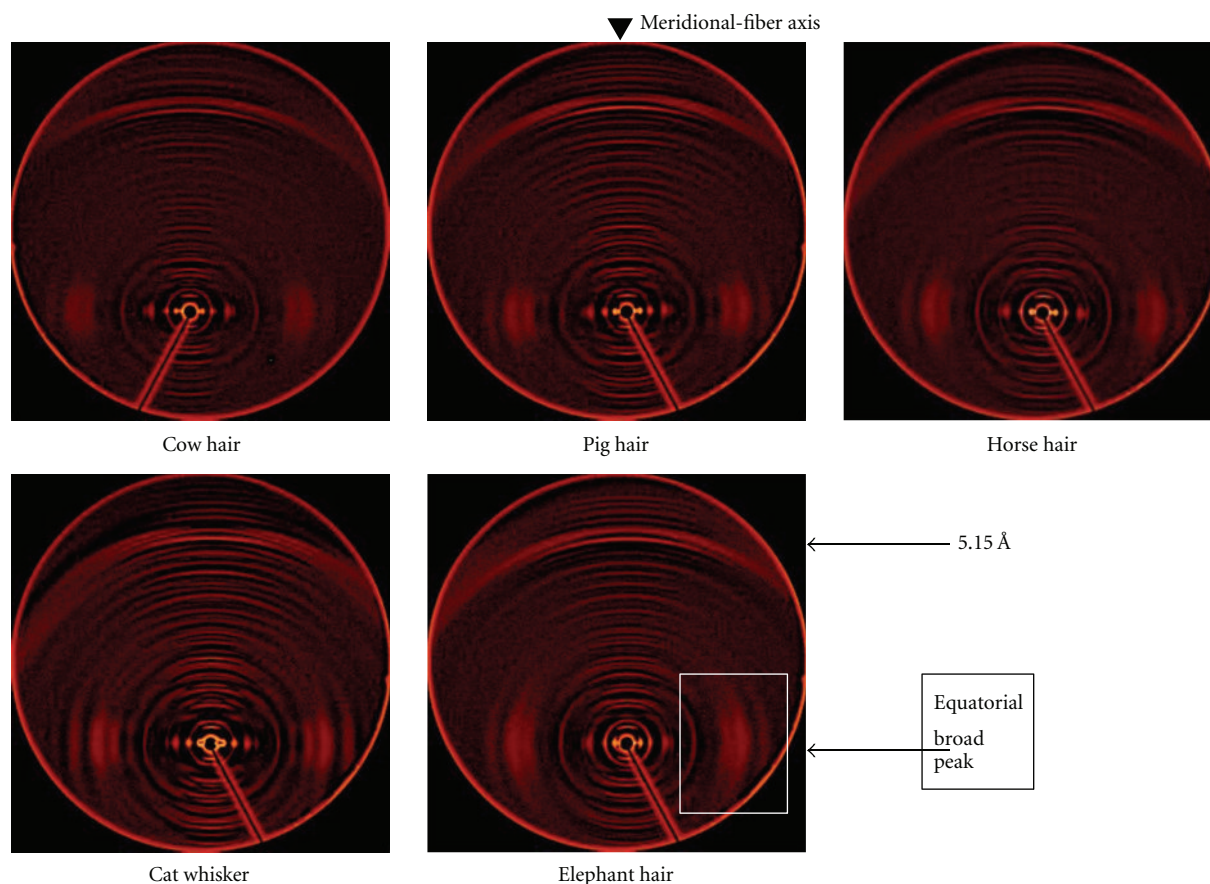 Meridional-fiber axis
Cow hair
Pig hair
Horse hair
5.15 Å
Equatorial
broad
peak
Cat whisker
Elephant hair